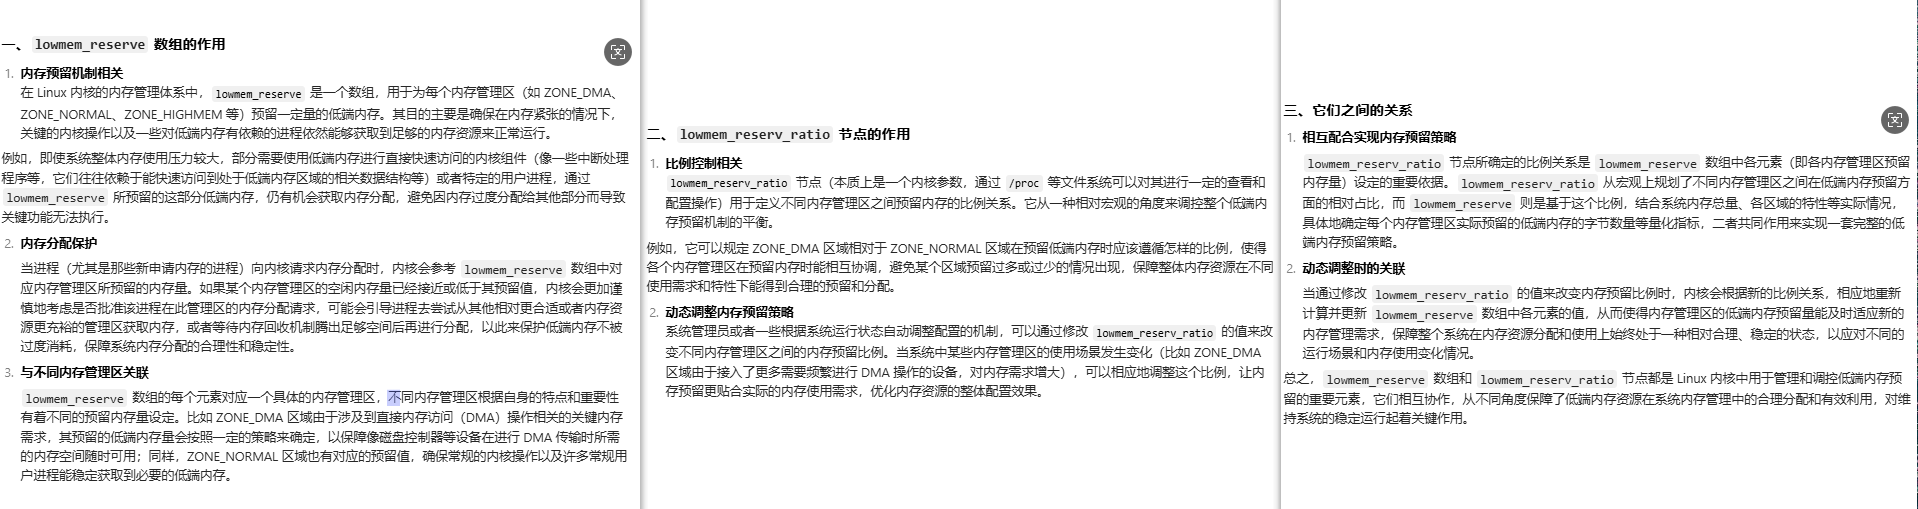 一、 lowmem_reserve 数组的作用
1. 内存预留机制相关
在 Linux 内核的内存管理体系中， lowmem_reserve 是一个数组，用于为每个内存管理区（如 ZONE_DMA、
ZONE_NORMAL、ZONE_HIGHMEM 等）预留一定量的低端内存。其目的主要是确保在内存紧张的情况下，
关键的内核操作以及一些对低端内存有依赖的进程依然能够获取到足够的内存资源来正常运行。
例如，即使系统整体内存使用压力较大，部分需要使用低端内存进行直接快速访问的内核组件（像一些中断处理
程序等，它们往往依赖于能快速访问到处于低端内存区域的相关数据结构等）或者特定的用户进程，通过
lowmem_reserve 所预留的这部分低端内存，仍有机会获取内存分配，避免因内存过度分配给其他部分而导致
关键功能无法执行。
2. 内存分配保护
当进程（尤其是那些新申请内存的进程）向内核请求内存分配时，内核会参考 lowmem_reserve 数组中对
应内存管理区所预留的内存量。如果某个内存管理区的空闲内存量已经接近或低于其预留值，内核会更加谨
慎地考虑是否批准该进程在此管理区的内存分配请求，可能会引导进程去尝试从其他相对更合适或者内存资
源更充裕的管理区获取内存，或者等待内存回收机制腾出足够空间后再进行分配，以此来保护低端内存不被
过度消耗，保障系统内存分配的合理性和稳定性。
3. 与不同内存管理区关联
lowmem_reserve 数组的每个元素对应一个具体的内存管理区，不同内存管理区根据自身的特点和重要性
有着不同的预留内存量设定。比如 ZONE_DMA 区域由于涉及到直接内存访问（DMA）操作相关的关键内存
需求，其预留的低端内存量会按照一定的策略来确定，以保障像磁盘控制器等设备在进行 DMA 传输时所需
的内存空间随时可用；同样，ZONE_NORMAL 区域也有对应的预留值，确保常规的内核操作以及许多常规用
户进程能稳定获取到必要的低端内存。
二、 lowmem_reserv_ratio 节点的作用
1. 比例控制相关
lowmem_reserv_ratio 节点（本质上是一个内核参数，通过 /proc 等文件系统可以对其进行一定的查看和
配置操作）用于定义不同内存管理区之间预留内存的比例关系。它从一种相对宏观的角度来调控整个低端内
存预留机制的平衡。
例如，它可以规定 ZONE_DMA 区域相对于 ZONE_NORMAL 区域在预留低端内存时应该遵循怎样的比例，使得
各个内存管理区在预留内存时能相互协调，避免某个区域预留过多或过少的情况出现，保障整体内存资源在不同
使用需求和特性下能得到合理的预留和分配。
2. 动态调整内存预留策略
系统管理员或者一些根据系统运行状态自动调整配置的机制，可以通过修改 lowmem_reserv_ratio 的值来改
变不同内存管理区之间的内存预留比例。当系统中某些内存管理区的使用场景发生变化（比如 ZONE_DMA
区域由于接入了更多需要频繁进行 DMA 操作的设备，对内存需求增大），可以相应地调整这个比例，让内
存预留更贴合实际的内存使用需求，优化内存资源的整体配置效果。
三、它们之间的关系
1. 相互配合实现内存预留策略
lowmem_reserv_ratio 节点所确定的比例关系是 lowmem_reserve 数组中各元素（即各内存管理区预留
内存量）设定的重要依据。 lowmem_reserv_ratio 从宏观上规划了不同内存管理区之间在低端内存预留方
面的相对占比，而 lowmem_reserve 则是基于这个比例，结合系统内存总量、各区域的特性等实际情况，
具体地确定每个内存管理区实际预留的低端内存的字节数量等量化指标，二者共同作用来实现一套完整的低
端内存预留策略。
2. 动态调整时的关联
当通过修改 lowmem_reserv_ratio 的值来改变内存预留比例时，内核会根据新的比例关系，相应地重新
计算并更新 lowmem_reserve 数组中各元素的值，从而使得内存管理区的低端内存预留量能及时适应新的
内存管理需求，保障整个系统在内存资源分配和使用上始终处于一种相对合理、稳定的状态，以应对不同的
运行场景和内存使用变化情况。
总之， lowmem_reserve 数组和 lowmem_reserv_ratio 节点都是 Linux 内核中用于管理和调控低端内存预
留的重要元素，它们相互协作，从不同角度保障了低端内存资源在系统内存管理中的合理分配和有效利用，对维
持系统的稳定运行起着关键作用。